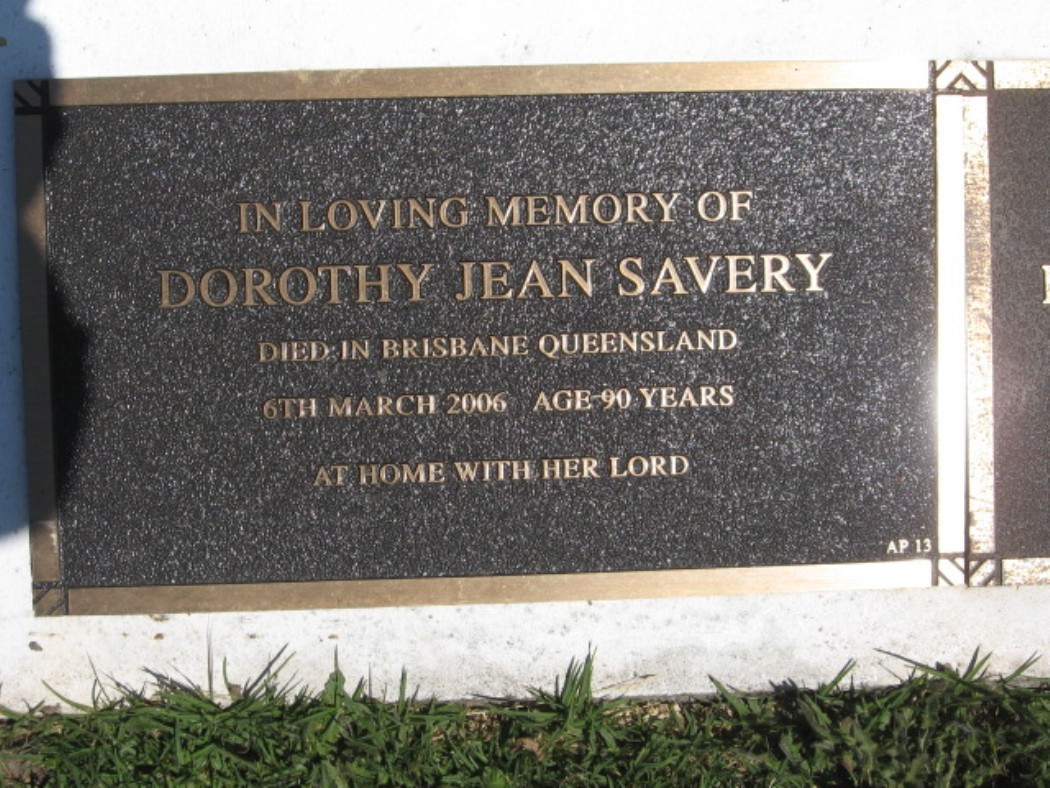 IN LOVING MEMORY OF
DOROTHY JEAN SAVERY
DIED IN BRISBANE QUEENSLAND
6TH MARCH 2006 AGE 90 YEARS
AT HOME WITH HER LORD
AP 13